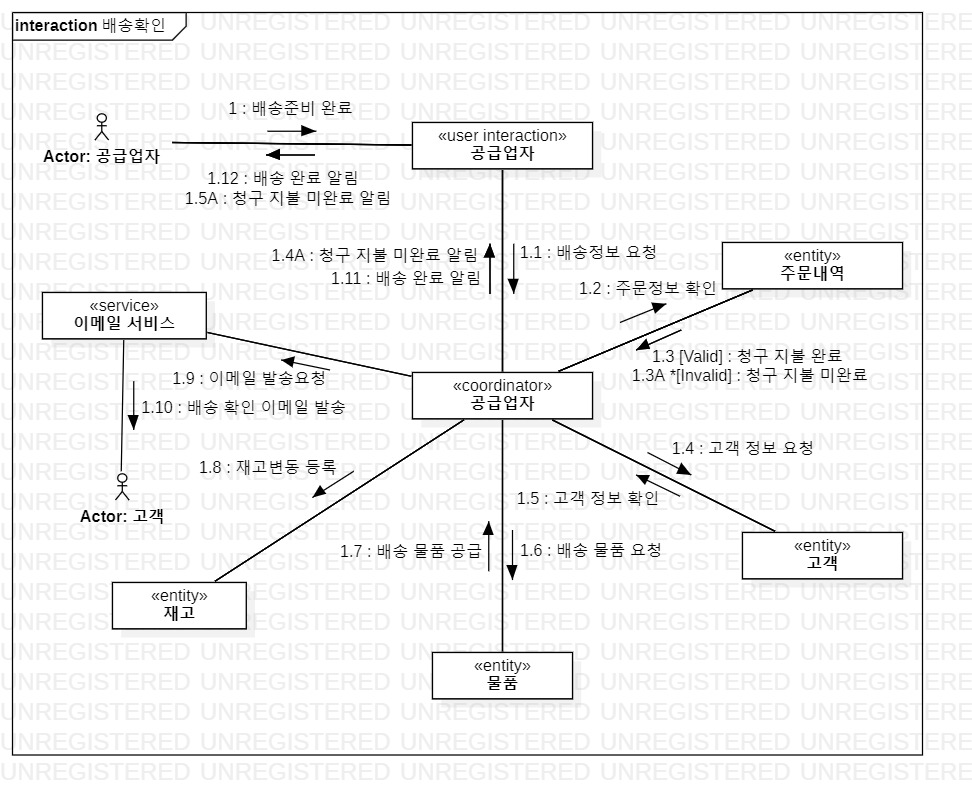 interaction 배송확인
1 : 배송준비 완료
Actor: 공급업자
«user interaction»
공급업자
1.12 : 배송 완료 알림
1.5A : 청구 지불 미완료 알림
1.4A : 청구 지불 미완료 알림
1.11 : 배송 완료 알림
1.1 : 배송정보 요청
«entity»
주문내역
1.2 : 주문정보 확인
«service»
이메일 서비스
1.3 [Valid] : 청구 지불 완료
1.3A *[Invalid] : 청구 지불 미완료
1.9 : 이메일 발송요청
«coordinator»
공급업자
1.10 : 배송 확인 이메일 발송
1.4 : 고객 정보 요청
1.8 : 재고변동 등록
1.5 : 고객 정보 확인
Actor: 고객
1.7 : 배송 물품 공급
1.6 : 배송 물품 요청
«entity»
고객
«entity»
재고
«entity»
물품
UNREGISTERED